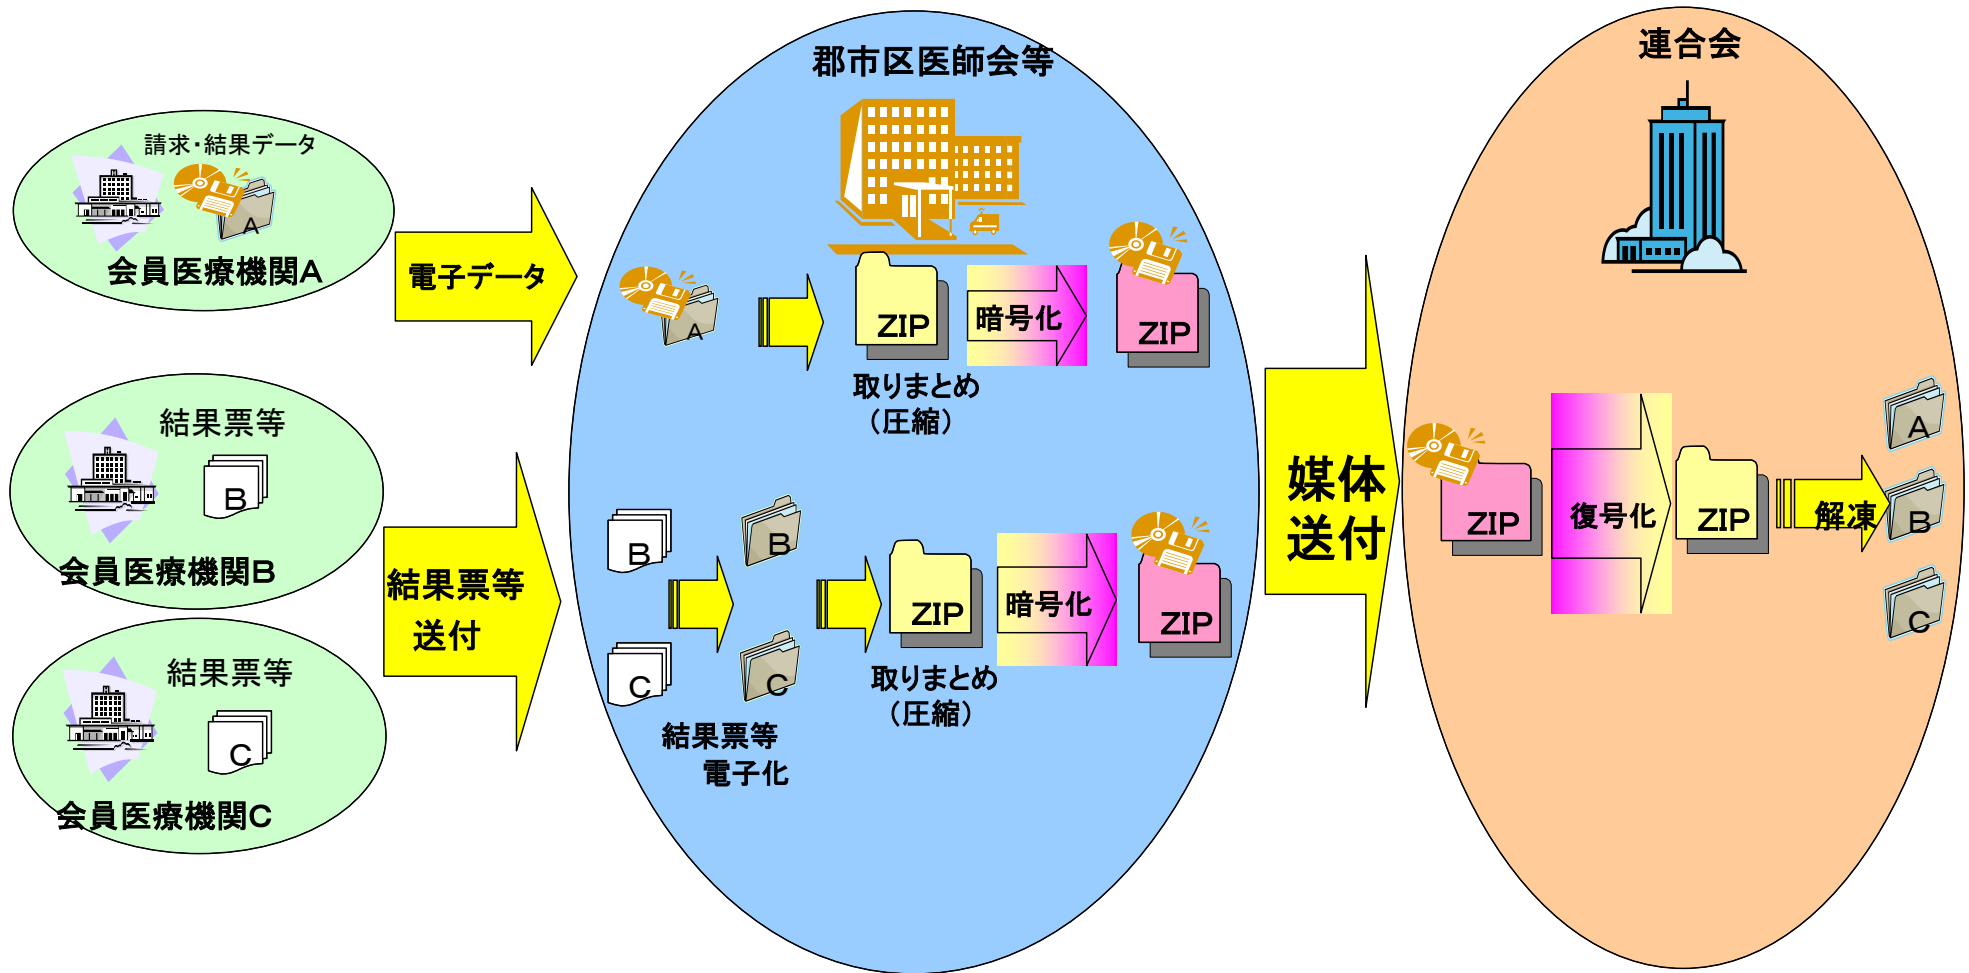 請求・結果データ
A
会員医療機関A
結果票等
B
会員医療機関B
結果票等
C
会員医療機関C
電子データ
結果票等
送付
郡市区医師会等
A
ZIP
暗号化
ZIP
取りまとめ
（圧縮）
B
B
C
C
ZIP
暗号化
ZIP
取りまとめ
（圧縮）
結果票等
電子化
媒体
送付
連合会
ZIP
復号化
ZIP
解凍
A
B
C